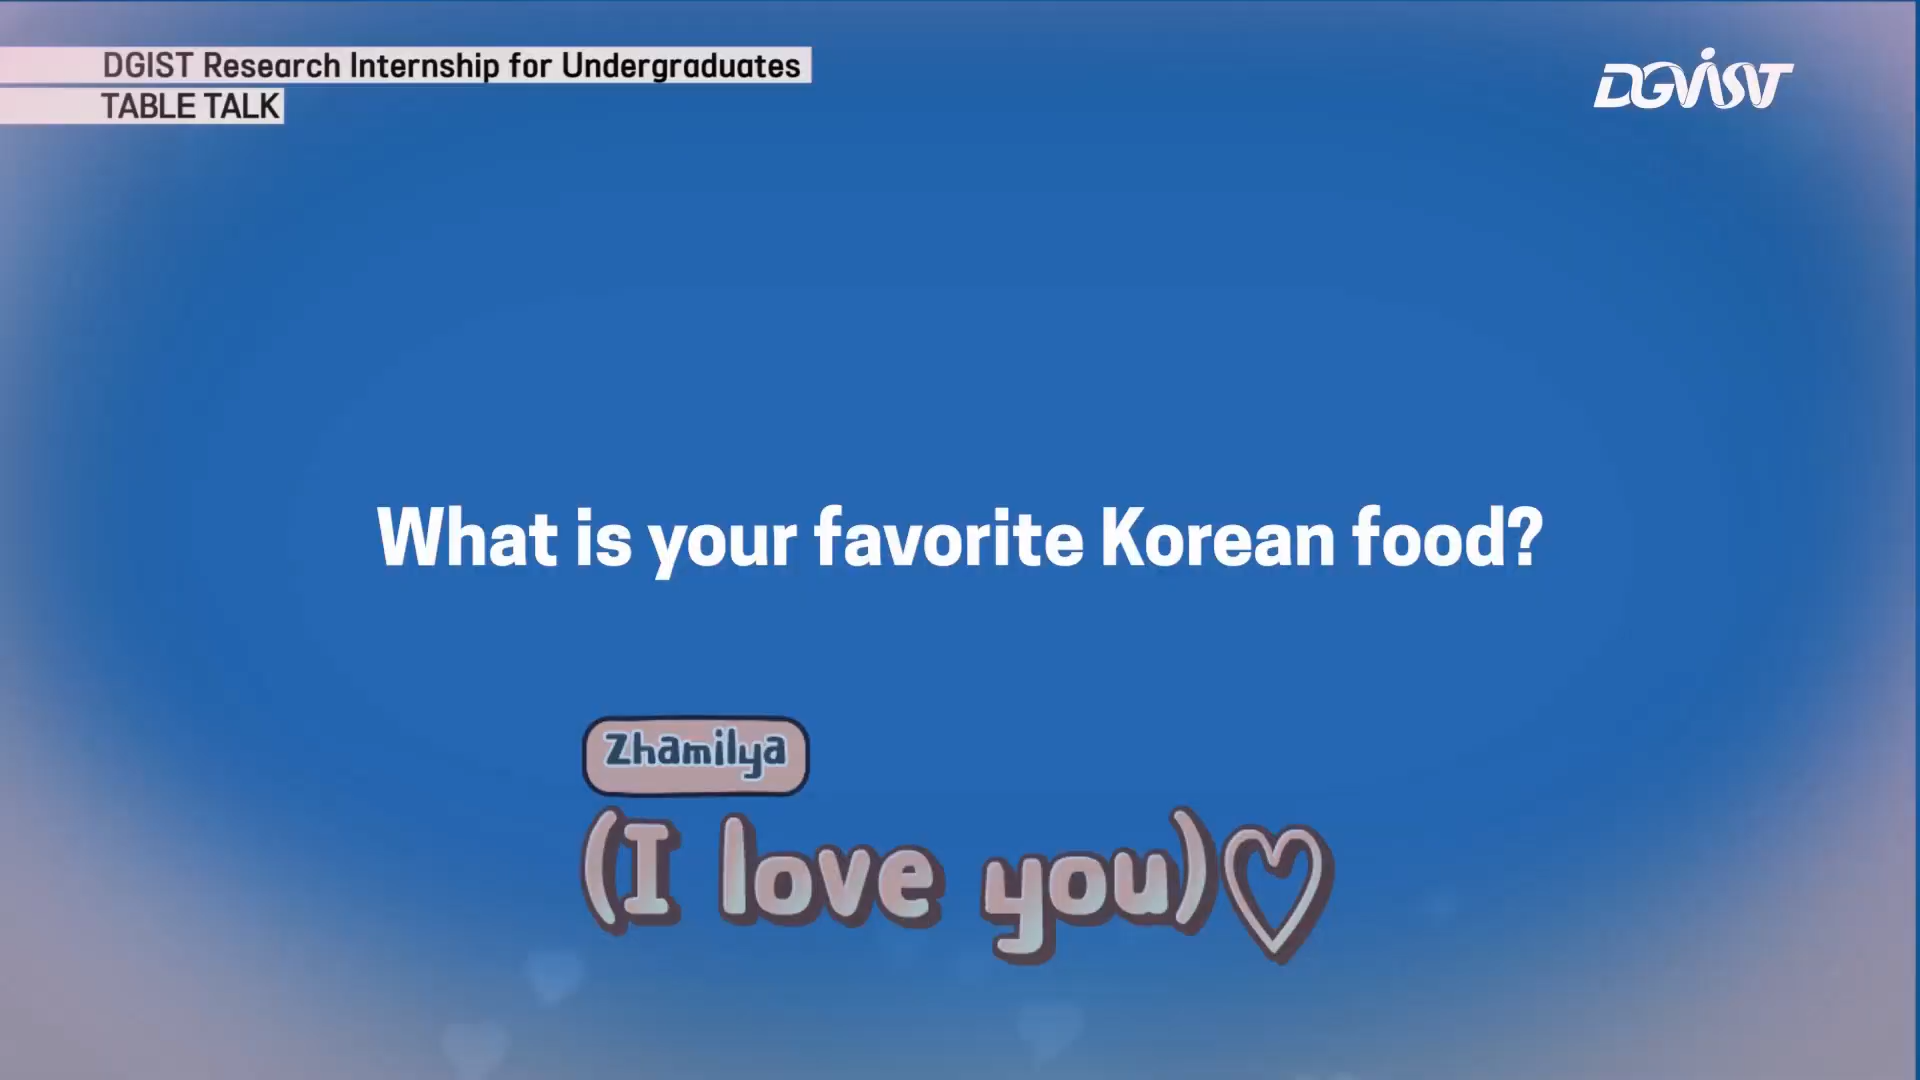 DGIST Research Internship for Undergraduates
TABLE TALK
DGIST
What is your favorite Korean food?
Zhamilya
(I love you)♡